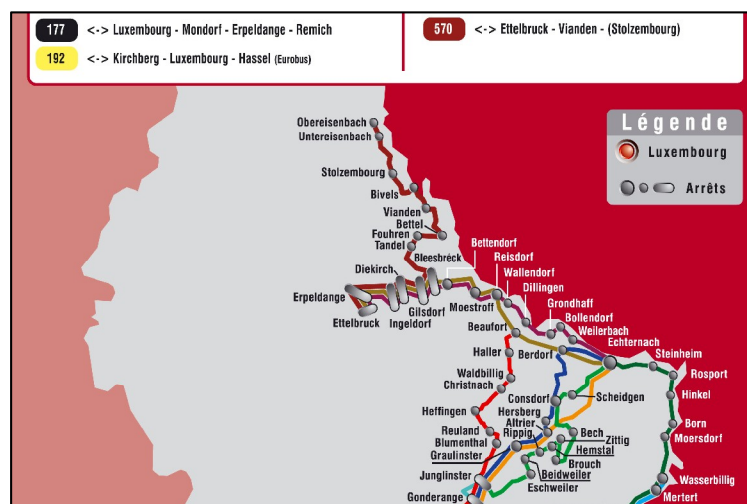 177 <-> Luxembourg - Mondorf - Erpeldange - Remich
192 <-> Kirchberg - Luxembourg - Hassel (Eurobus)
570 <-> Ettelbruck - Vianden - (Stolzembourg)
Légende
Luxembourg
Arrêts
Obereisenbach
Untereisenbach
Stolzembourg
Bivels
Vianden
Bettel
Fouhren
Tandel
Bleesbréck
Bettendorf
Reisdorf
Wallendorf
Dillingen
Grondhaff
Bollendorf
Weilerbach
Echternach
Diekirch
Erpeldange
Gilsdorf
Ettelbruck
Ingeldorf
Moestroff
Beaufort
Haller
Berdorf
Steinheim
Rosport
Waldbillig
Christnach
Consdorf
Scheidgen
Hinkel
Heffingen
Hersberg
Altrier
Rippig
Bech
Zittig
Born
Moersdorf
Reuland
Blumenthal
Graulinster
Hemstal
Brouch
Junglinster
Beidweiler
Eschweiler
Wasserbillig
Mertert
Gonderange